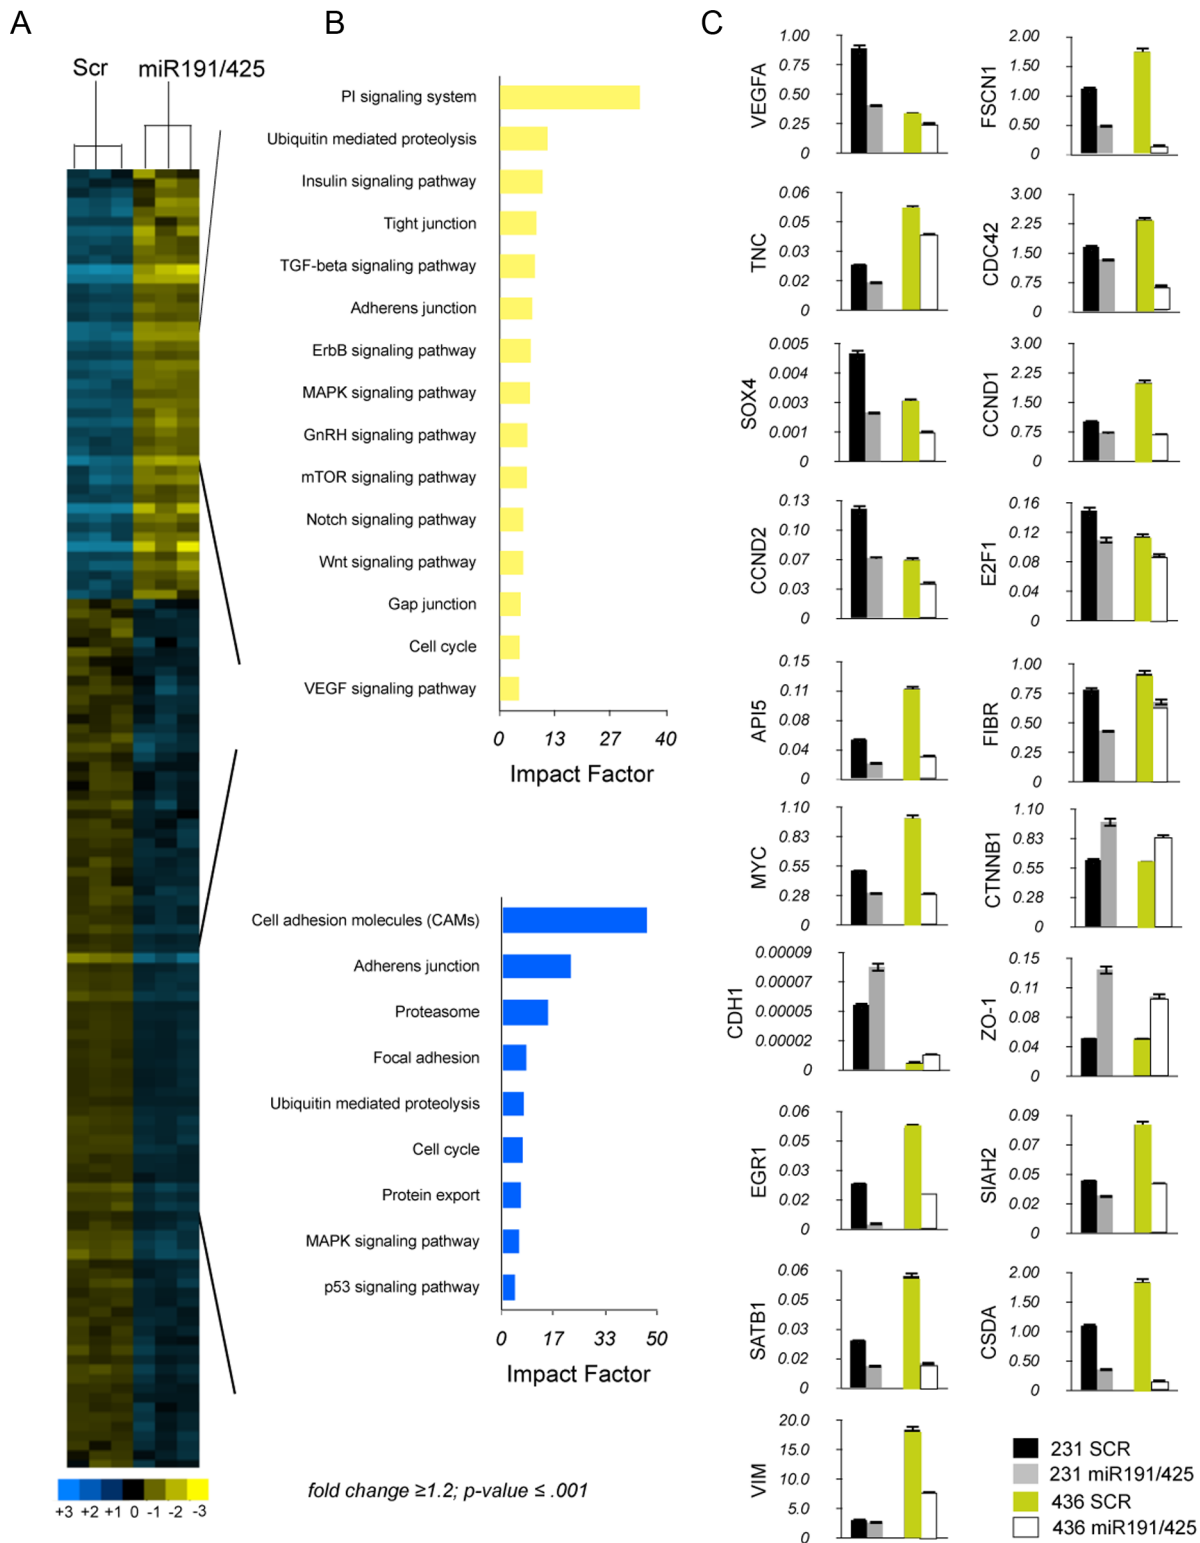 A
B
C
Scr
miR191/425
+3 +2 +1 0 -1 -2 -3
PI signaling system
Ubiquitin mediated proteolysis
Insulin signaling pathway
Tight junction
TGF-beta signaling pathway
Adherens junction
ErbB signaling pathway
MAPK signaling pathway
GnRH signaling pathway
mTOR signaling pathway
Notch signaling pathway
Wnt signaling pathway
Gap junction
Cell cycle
VEGF signaling pathway
0 13 27 40
Impact Factor
Cell adhesion molecules (CAMs)
Adherens junction
Proteasome
Focal adhesion
Ubiquitin mediated proteolysis
Cell cycle
Protein export
MAPK signaling pathway
p53 signaling pathway
0 17 33 50
Impact Factor
fold change ≥1.2; p-value ≤ .001
VEGFA
1.00
0.75
0.50
0.25
0
FSCN1
2.00
1.50
1.00
0.50
0
TNC
0.06
0.05
0.03
0.02
0
CDC42
3.00
2.25
1.50
0.75
0
SOX4
0.005
0.004
0.003
0.001
0
CCND1
3.00
2.25
1.50
0.75
0
CCND2
0.13
0.10
0.07
0.03
0
E2F1
0.16
0.12
0.08
0.04
0
API5
0.15
0.11
0.08
0.04
0
FIBR
1.00
0.75
0.50
0.25
0
MYC
1.10
0.83
0.55
0.28
0
CTNNB1
1.10
0.83
0.55
0.28
0
CDH1
0.00009
0.00007
0.00005
0.00002
0
ZO-1
0.15
0.11
0.08
0.04
0
EGR1
0.06
0.05
0.03
0.02
0
SIAH2
0.09
0.07
0.05
0.02
0
SATB1
0.06
0.05
0.03
0.02
0
CSDA
2.00
1.50
1.00
0.50
0
VIM
20.0
15.0
10.0
5.0
0
231 SCR
231 miR191/425
436 SCR
436 miR191/425